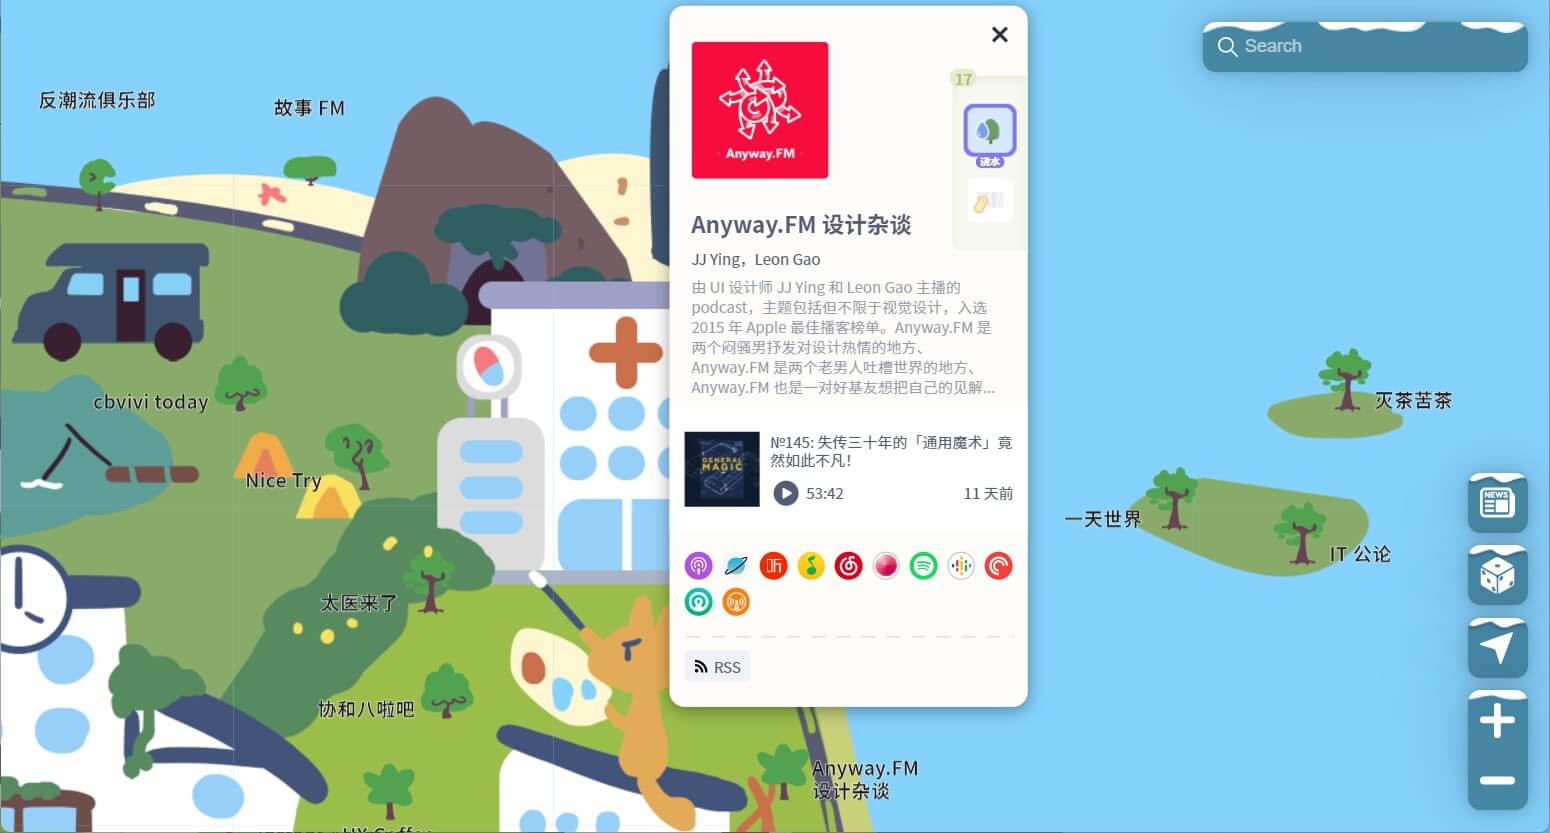 反潮流俱乐部
故事 FM
cbvivi today
Nice Try
太医来了
协和八啦吧
Anyway.FM
17
浇水
Anyway.FM 设计杂谈
JJ Ying，Leon Gao
由 UI 设计师 JJ Ying 和 Leon Gao 主播的
podcast，主题包括但不限于视觉设计，入选
2015 年 Apple 最佳播客榜单。Anyway.FM 是
两个闷骚男抒发对设计热情的地方、
Anyway.FM 是两个老男人吐槽世界的地方、
Anyway.FM 也是一对好基友想把自己的见解...
GENERAL
MAGIC
№145: 失传三十年的「通用魔术」竟
然如此不凡！
53:42
11 天前
听
RSS
Anyway.FM
设计杂谈
Search
灭茶苦茶
一天世界
IT 公论
NEWS